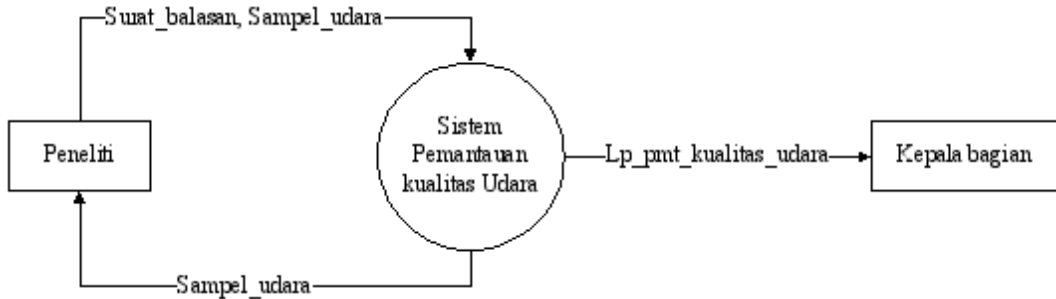 Surat_balasan, Sampel_udara
Peneliti
Sistem
Pemantauan
kualitas Udara
Lp_pmt_kualitas_udara
Kepala bagian
Sampel_udara